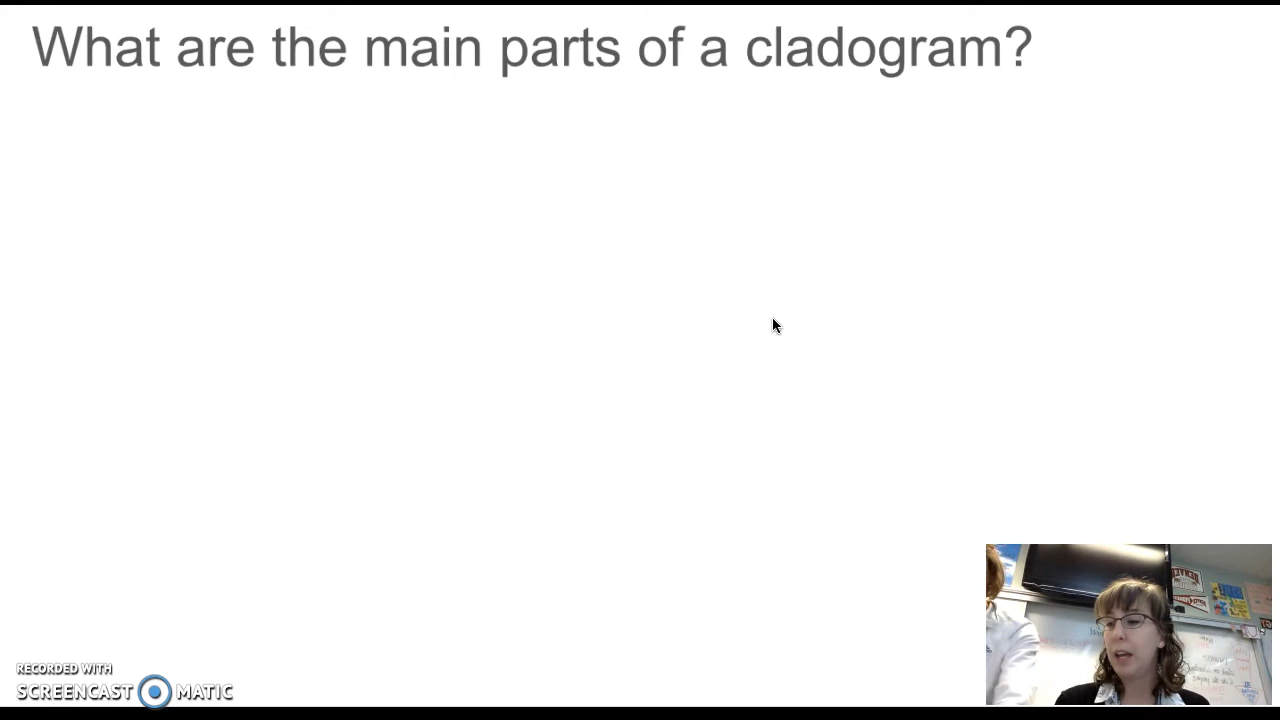 What are the main parts of a cladogram?
RECORDED WITH
SCREENCAST MATIC